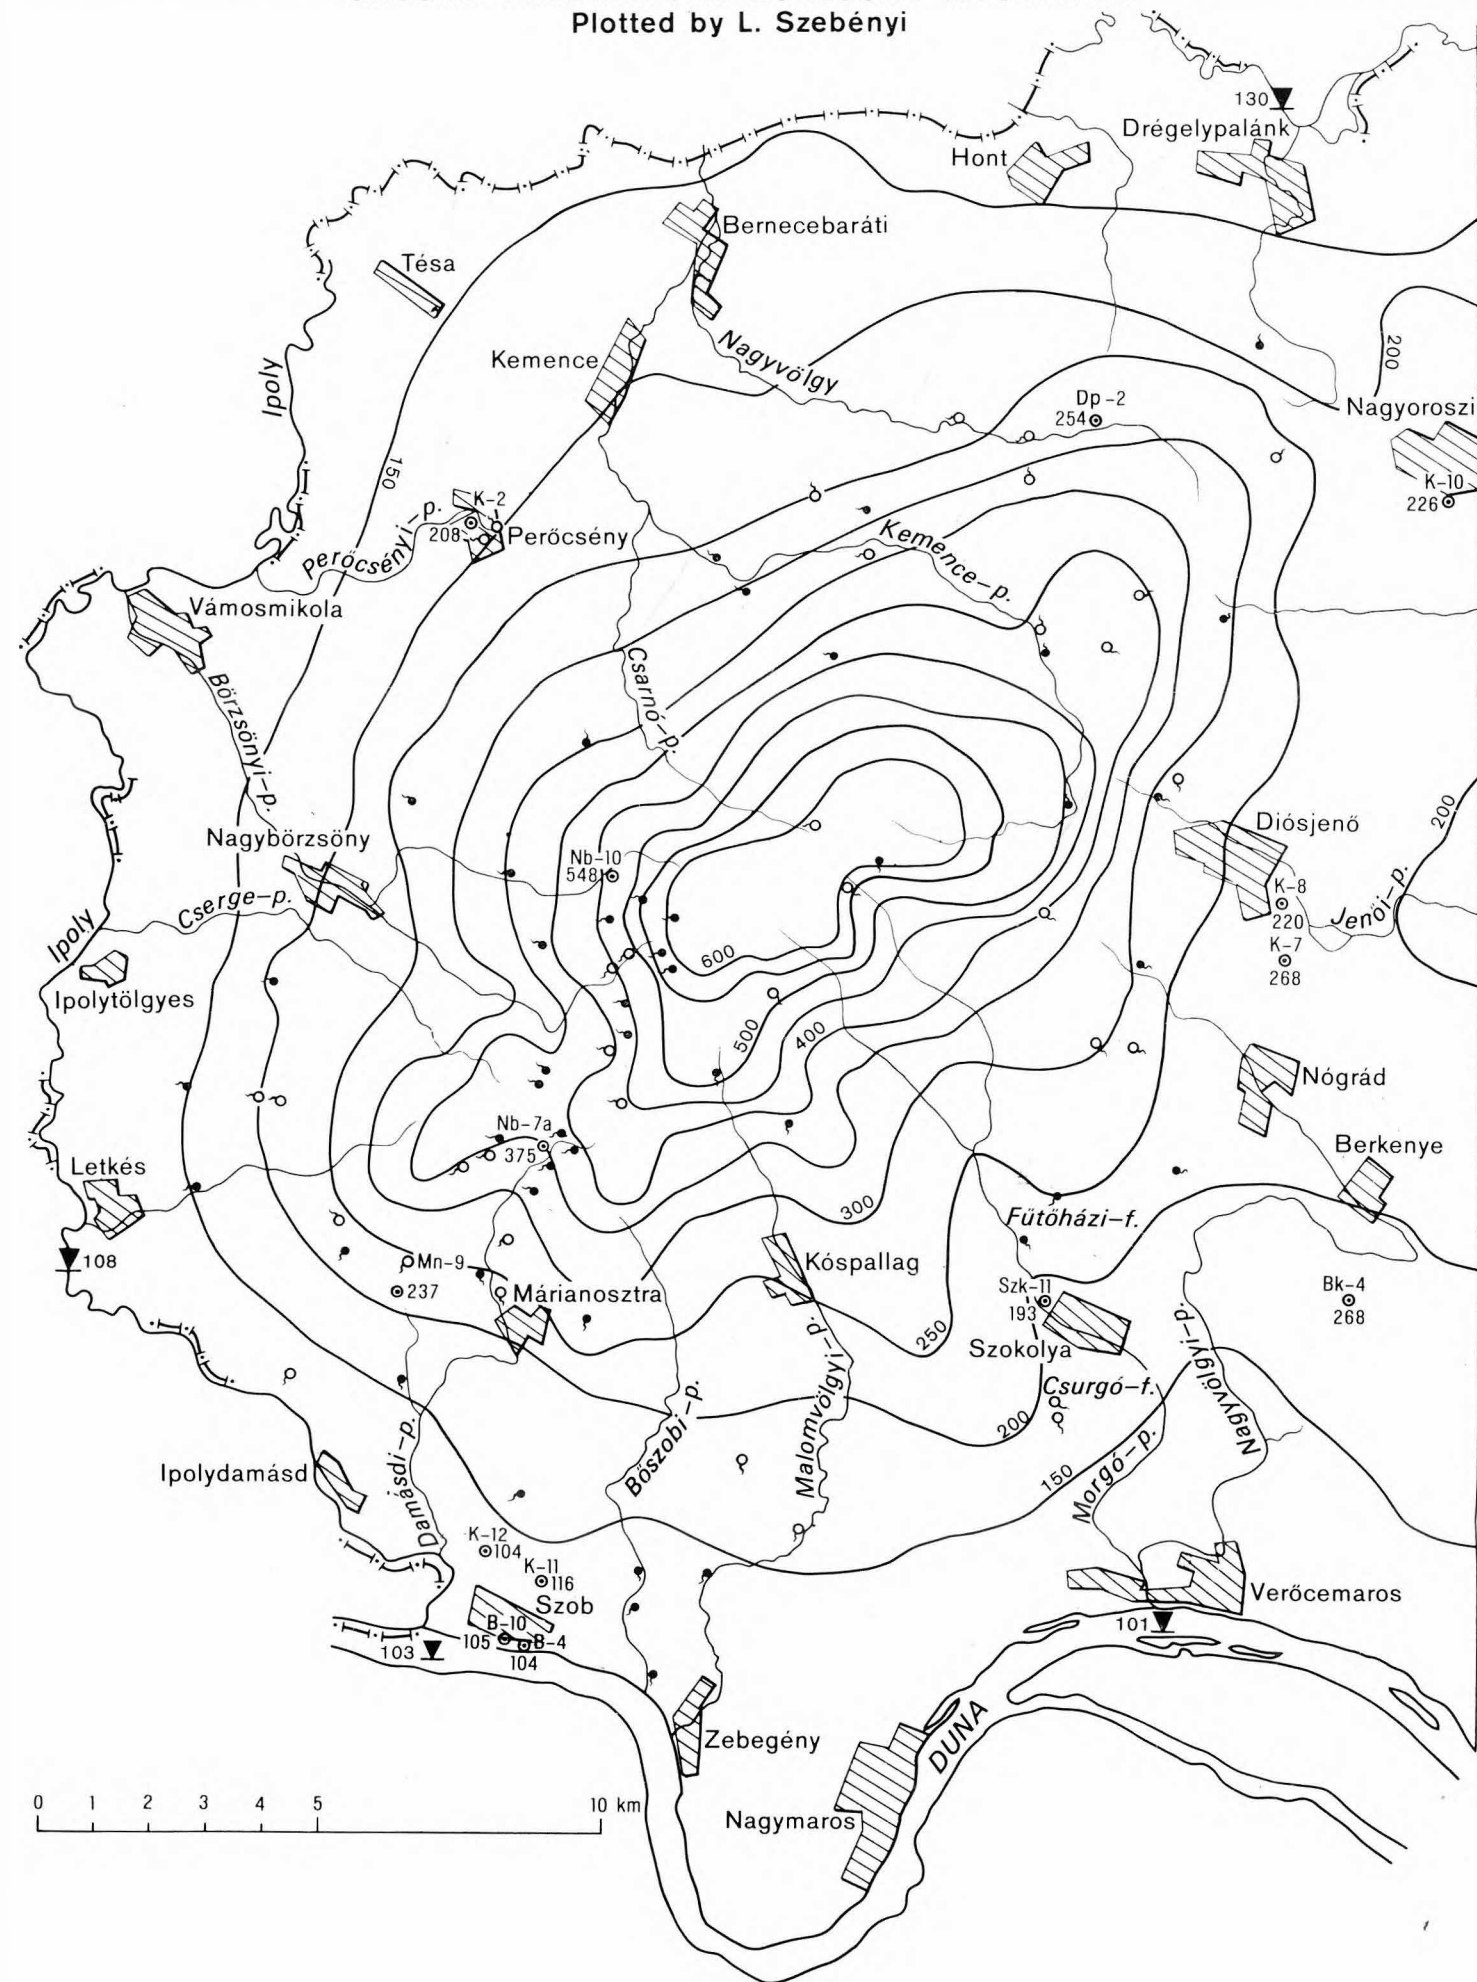 Plotted by L. Szebényi
130
Drégelypalánk
Hont
Bernecebaráti
Tésa
Ipoly
Kemence
Nagyvölgy
200
Dp-2
254
Nagyoroszi
K-10
226
150
K-2
208
Perőcsény
Perőcsényi-p.
Kemence-p.
Vámosmikola
Börzsönyi-p.
Csarnó-p.
Nagybörzsöny
Nb-10
548
Diósjenő
200
K-8
220
Jenői-p.
K-7
268
Cserge-p.
Ipoly
Ipolytölgyes
600
500
400
Nógrád
Nb-7a
375
Berkenye
Letkés
300
Fűtőházi-f.
108
Mn-9
237
Márianosztra
Kóspallag
Szk-11
193
Bk-4
268
250
Szokolya
Malomvölgyi-p.
Nagyvölgyi-p.
Csurgó-f.
200
Bőszobi-p.
Ipolydamásd
Damásdi-p.
150
Morgó-p.
K-12
104
K-11
116
Szob
B-10
105
B-4
104
103
Verőcemaros
101
Zebegény
DUNA
Nagymaros
0 1 2 3 4 5 10 km